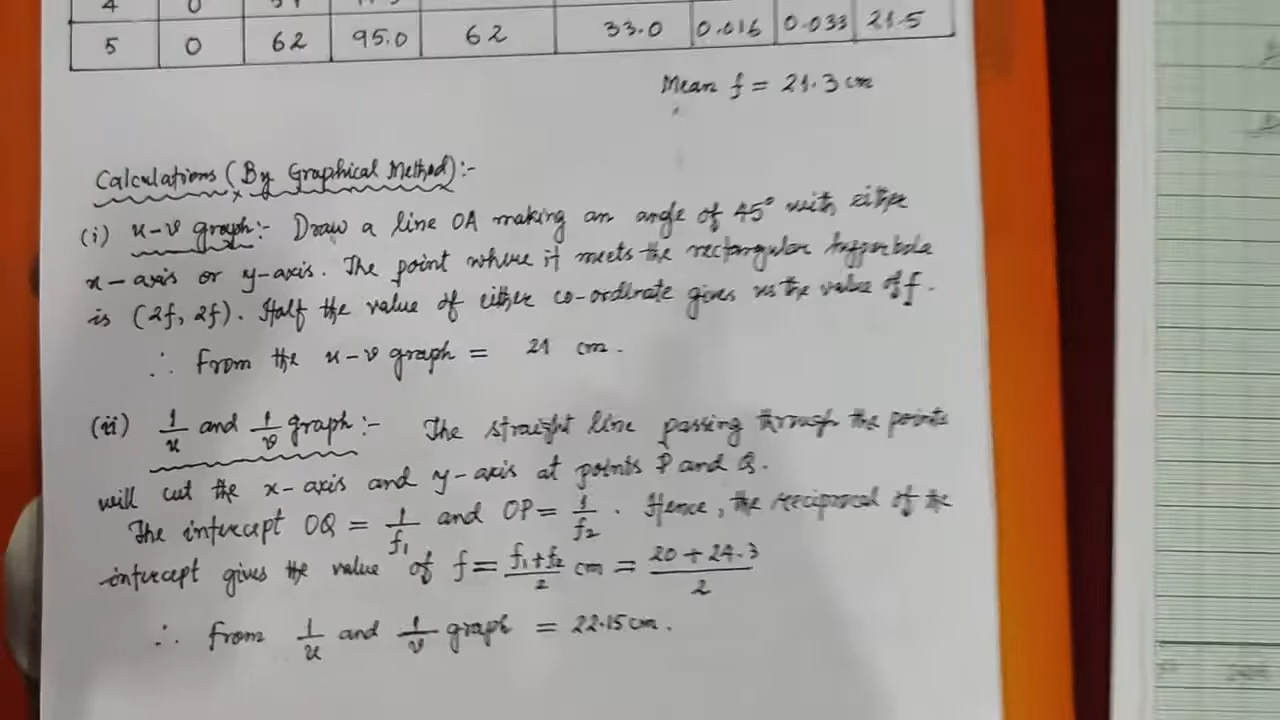 4 0
5 0 62 95.0 62 33.0 0.016 0.033 21.5
Mean f = 21.3 cm
Calculations (By Graphical Method):-
(i) u-v graph:- Draw a line OA making an angle of 45° with either
x-axis or y-axis. The point where it meets the rectangular hyperbola
is (2f, 2f). Half the value of either co-ordinate gives us the value of f.
∴ From the u-v graph = 21 cm.
(ii) 1/u and 1/v graph:- The straight line passing through the points
will cut the x-axis and y-axis at points P and Q.
The intercept OQ = 1/f₁ and OP = 1/f₂. Hence, the reciprocal of the
intercept gives the value of f = (f₁+f₂)/2 cm = (20+24.3)/2
∴ from 1/u and 1/v graph = 22.15 cm.